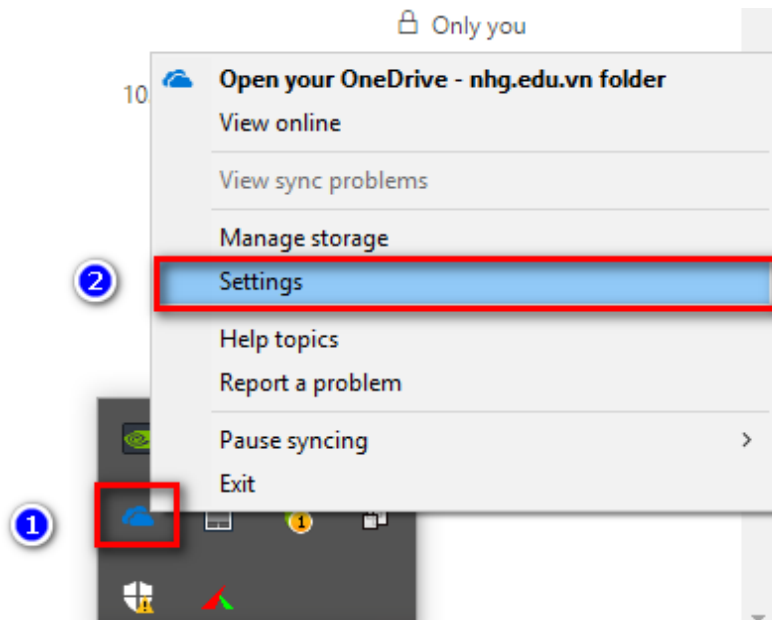 Only you
10
Open your OneDrive - nhg.edu.vn folder
View online
View sync problems
Manage storage
2
Settings
Help topics
Report a problem
Pause syncing
Exit
1
1